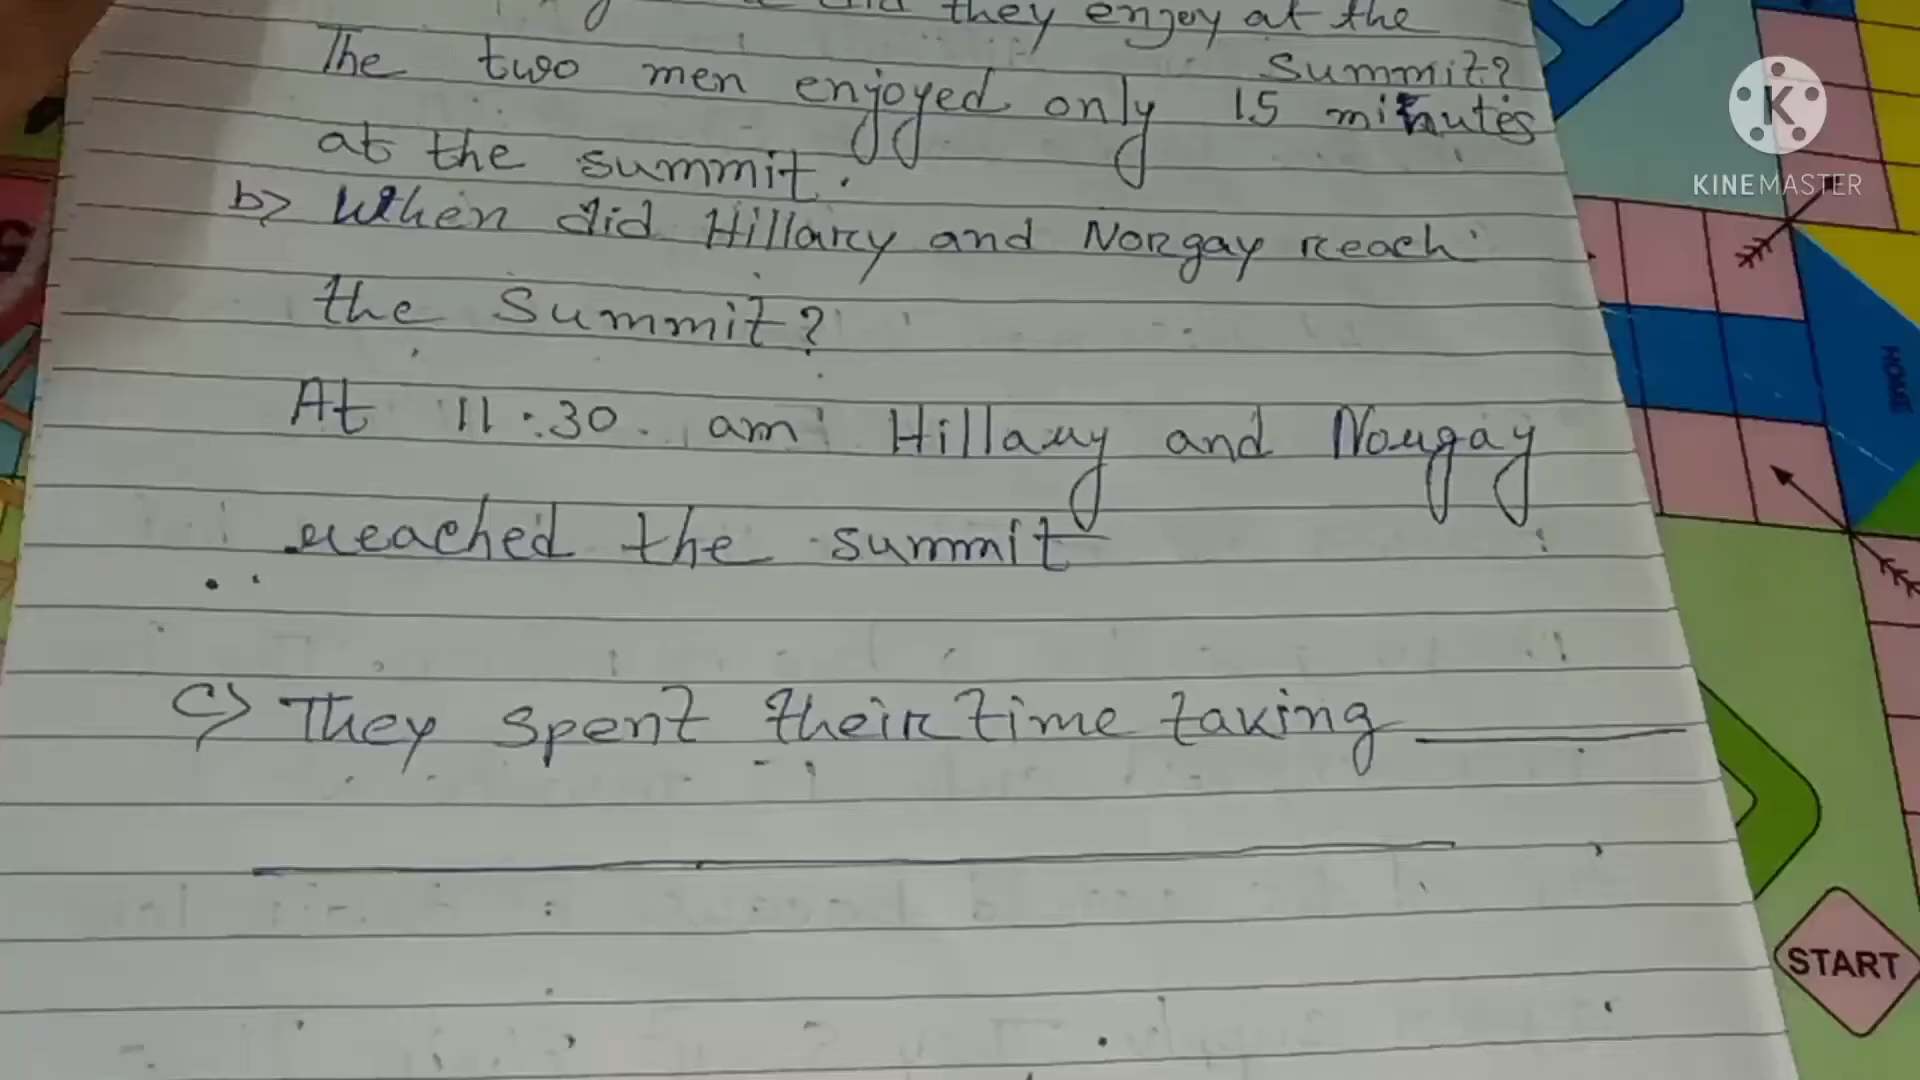 they enjoy at the
summit?
The two men enjoyed only 15 minutes
at the summit.
b> When did Hillary and Norgay reach
the Summit?
At 11:30 am Hillary and Norgay
reached the summit
c> They spent their time taking
KINEMASTER
HOME
START